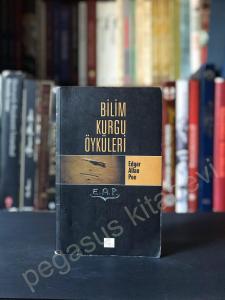 BİLİM
KURGU
ÖYKÜLERİ
Edgar
Allan
Poe
E.A.P.
pegasus kitabevi